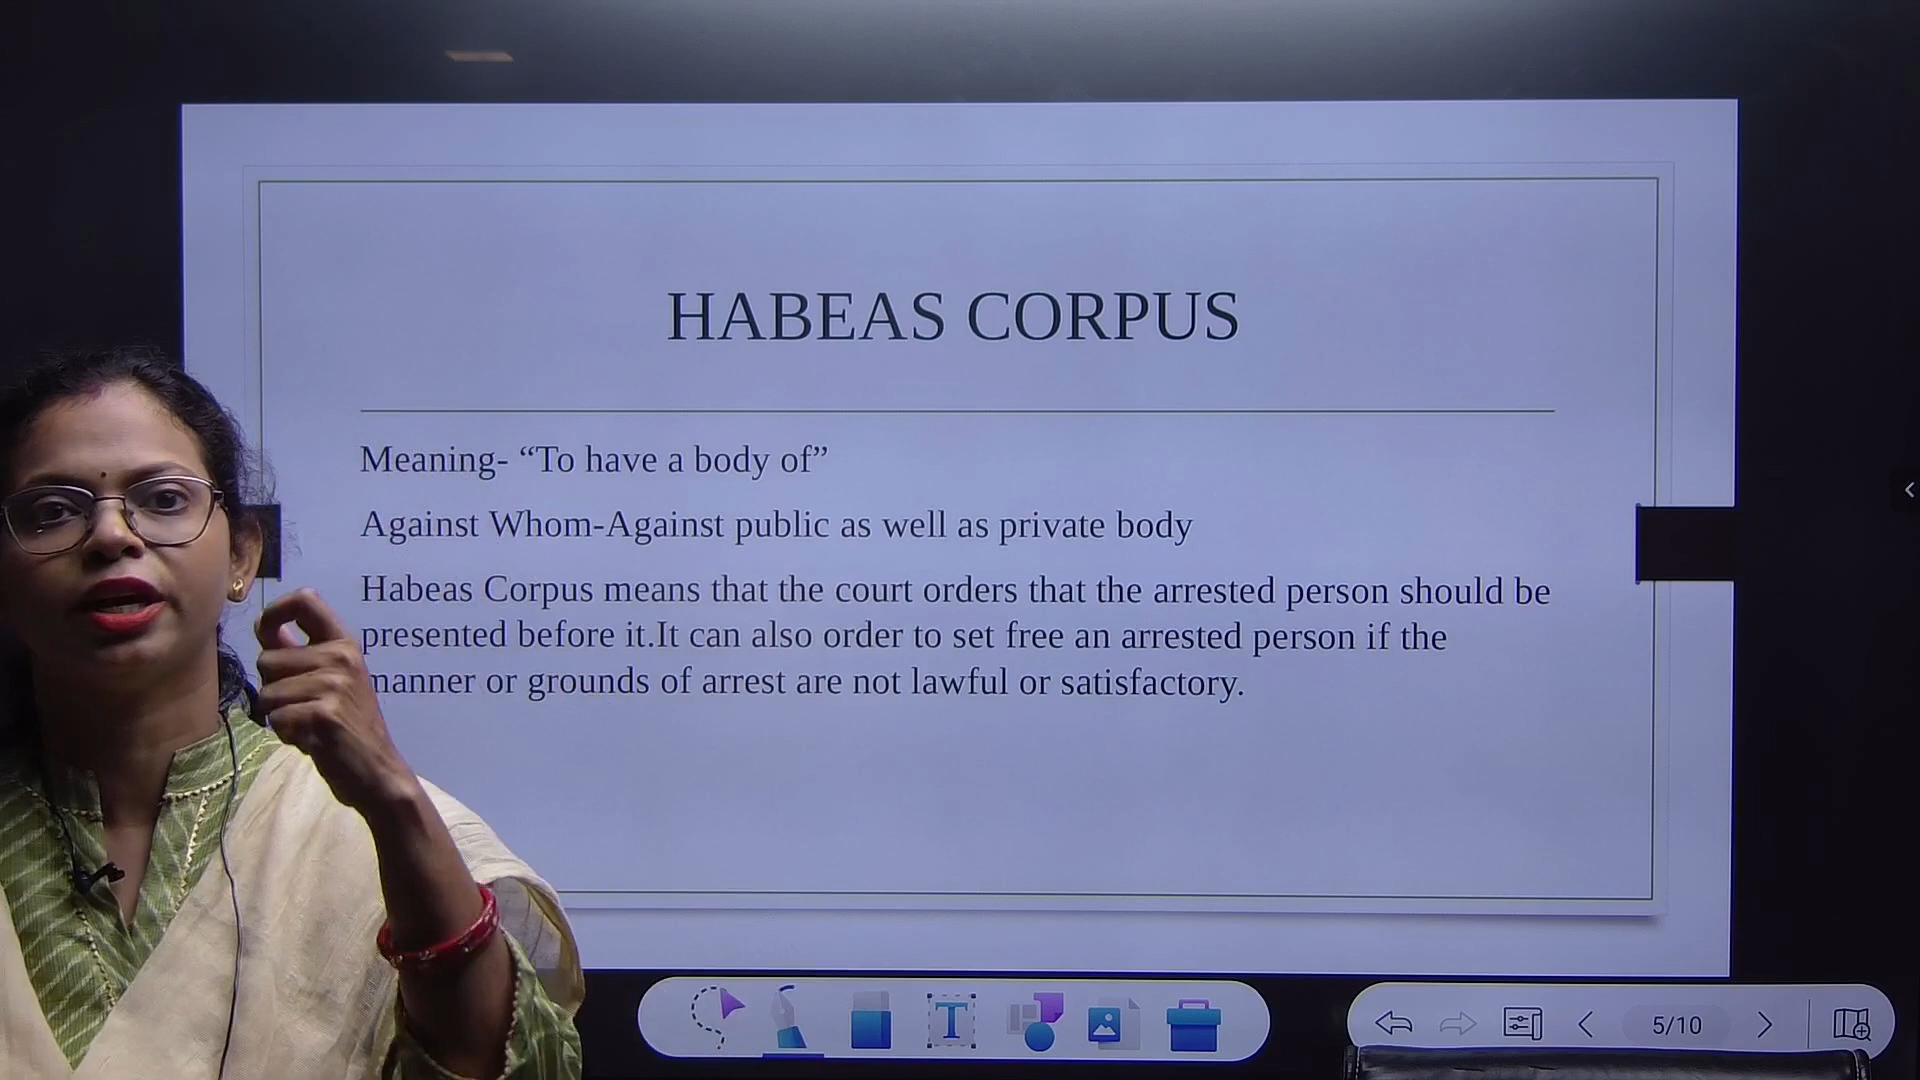 HABEAS CORPUS
Meaning- “To have a body of”
Against Whom-Against public as well as private body
Habeas Corpus means that the court orders that the arrested person should be
presented before it.It can also order to set free an arrested person if the
manner or grounds of arrest are not lawful or satisfactory.
T
5/10